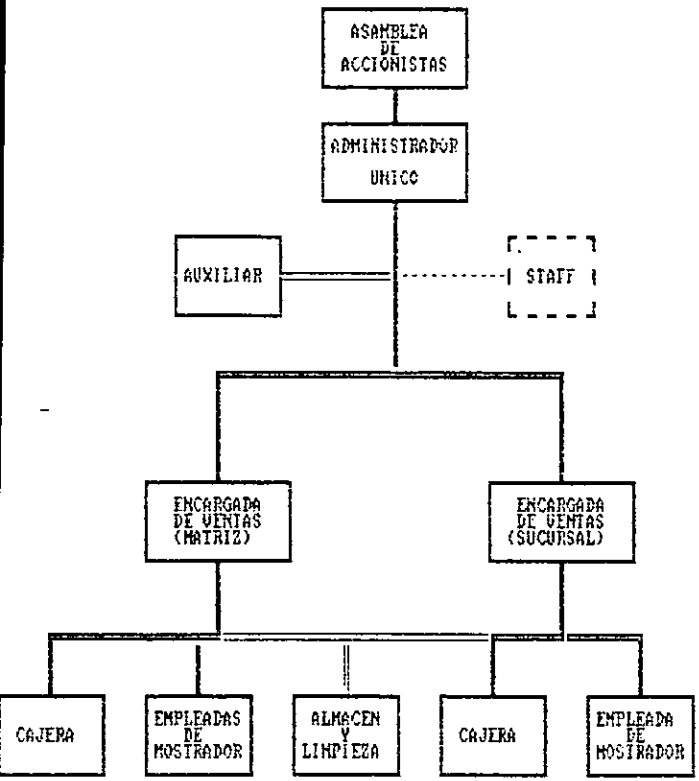 ASAMBLEA
DE
ACCIONISTAS
ADMINISTRADOR
UNICO
AUXILIAR
STAFF
ENCARGADA
DE VENTAS
(MATRIZ)
ENCARGADA
DE VENTAS
(SUCURSAL)
CAJERA
EMPLEADAS
DE
MOSTRADOR
ALMACEN
Y
LIMPIEZA
CAJERA
EMPLEADA
DE
MOSTRADOR